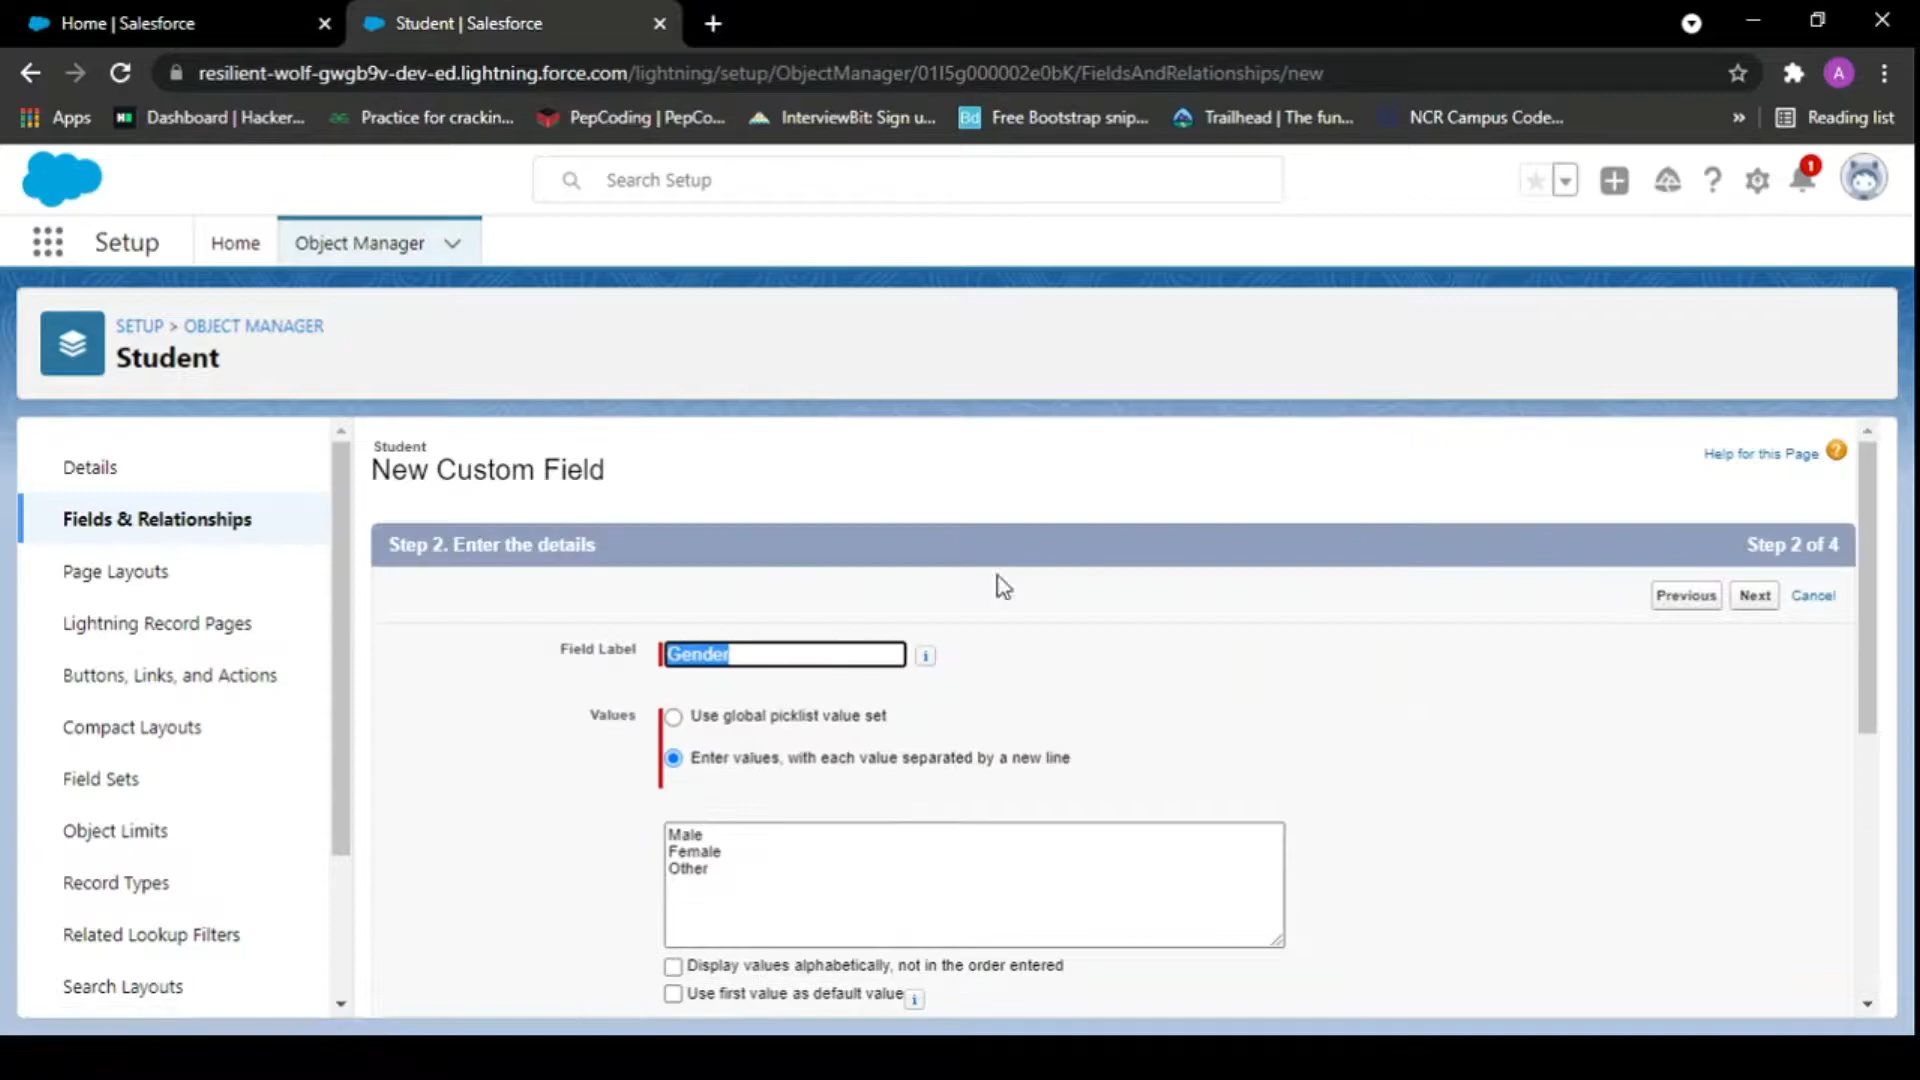 Home | Salesforce
Student | Salesforce
resilient-wolf-gwgb9v-dev-ed.lightning.force.com/lightning/setup/ObjectManager/01I5g000002e0bK/FieldsAndRelationships/new
A
Apps
Dashboard | Hacker...
Practice for crackin...
PepCoding | PepCo...
InterviewBit: Sign u...
Bd
Free Bootstrap snip...
Trailhead | The fun...
NCR Campus Code...
»
Reading list
Search Setup
1
Setup
Home
Object Manager
SETUP > OBJECT MANAGER
Student
Details
Fields & Relationships
Page Layouts
Lightning Record Pages
Buttons, Links, and Actions
Compact Layouts
Field Sets
Object Limits
Record Types
Related Lookup Filters
Search Layouts
Student
New Custom Field
Help for this Page ?
Step 2. Enter the details
Step 2 of 4
Previous
Next
Cancel
Field Label
Gender
i
Values
Use global picklist value set
Enter values, with each value separated by a new line
Male
Female
Other
Display values alphabetically, not in the order entered
Use first value as default value
i